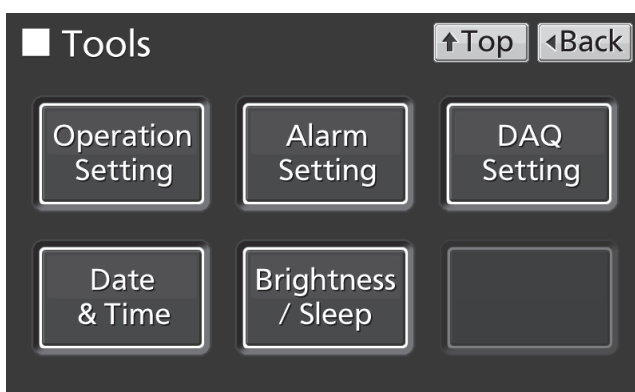 Tools
Top
Back
Operation
Setting
Alarm
Setting
DAQ
Setting
Date
& Time
Brightness
/ Sleep